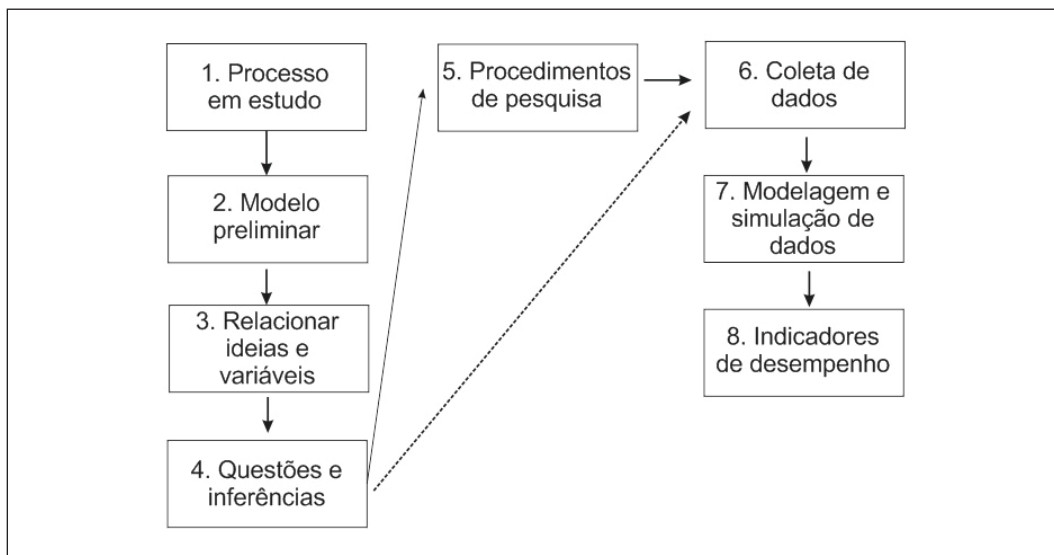 1. Processo
em estudo
2. Modelo
preliminar
3. Relacionar
ideias e
variáveis
4. Questões e
inferências
5. Procedimentos
de pesquisa
6. Coleta de
dados
7. Modelagem e
simulação de
dados
8. Indicadores
de desempenho